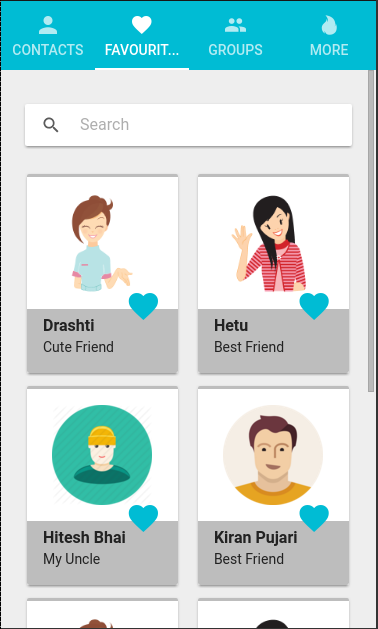 CONTACTS
FAVOURIT...
GROUPS
MORE
Search
Drashti
Cute Friend
Hetu
Best Friend
Hitesh Bhai
My Uncle
Kiran Pujari
Best Friend